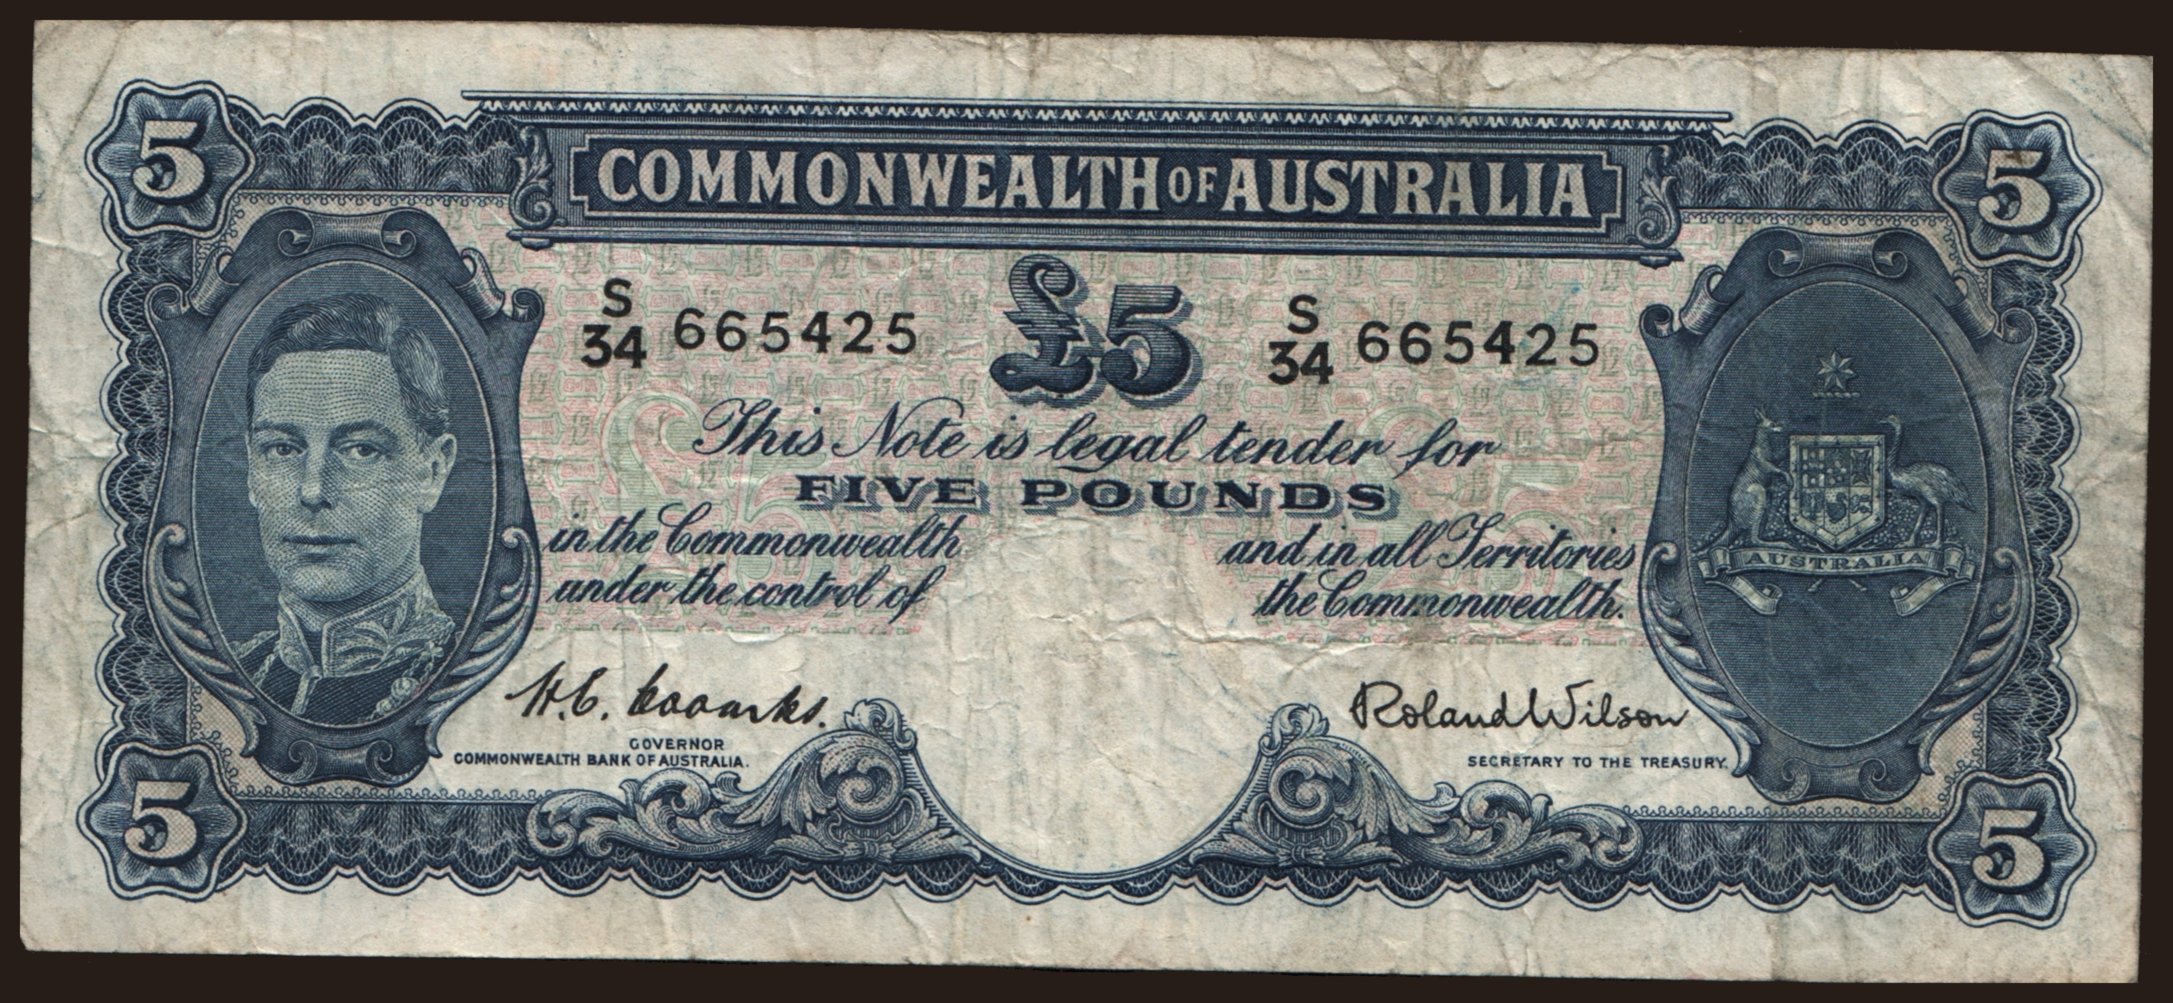 5
5
COMMONWEALTH OF AUSTRALIA
S
34 665425
£5
S
34 665425
This Note is legal tender for
FIVE POUNDS
in the Commonwealth and in all Territories
under the control of the Commonwealth.
AUSTRALIA
H.C. Coombs.
GOVERNOR
COMMONWEALTH BANK OF AUSTRALIA.
Roland Wilson
SECRETARY TO THE TREASURY.
5
5